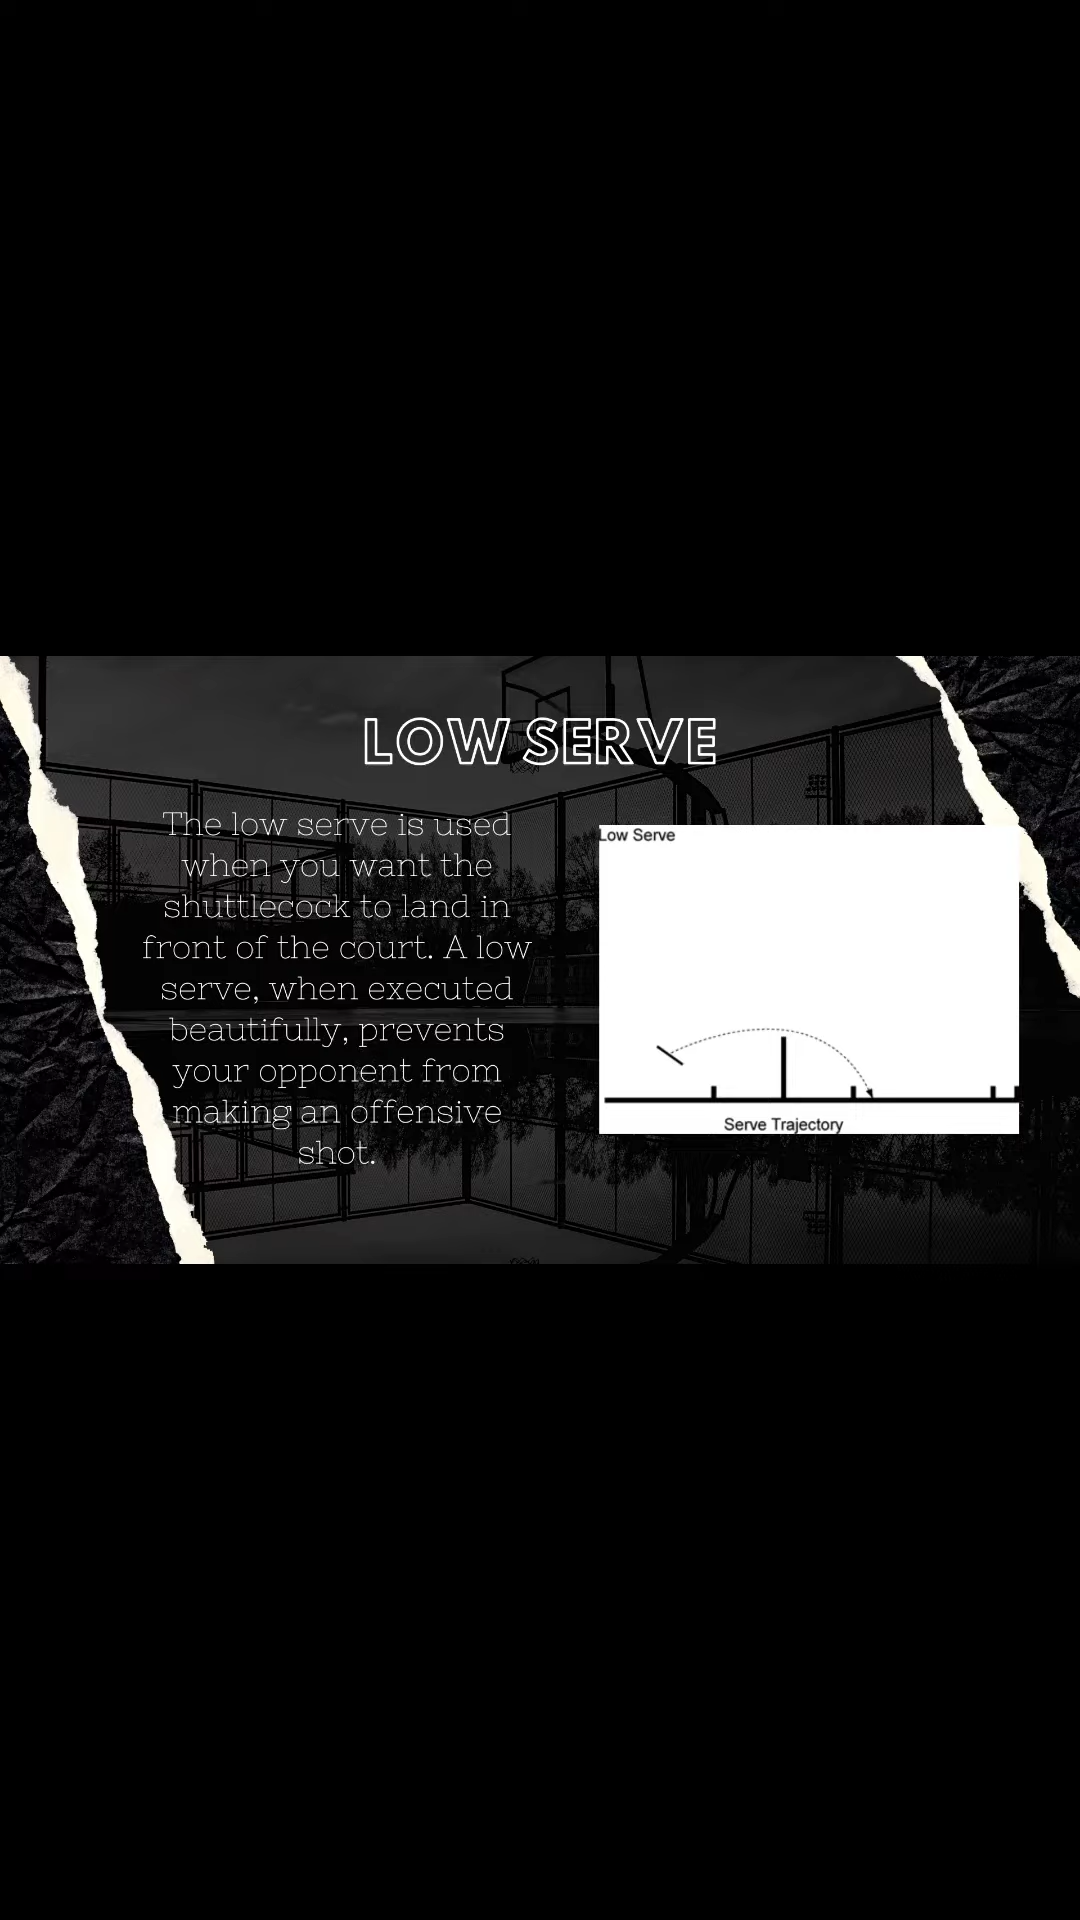 LOW SERVE
The low serve is used
when you want the
shuttlecock to land in
front of the court. A low
serve, when executed
beautifully, prevents
your opponent from
making an offensive
shot.
Low Serve
Serve Trajectory